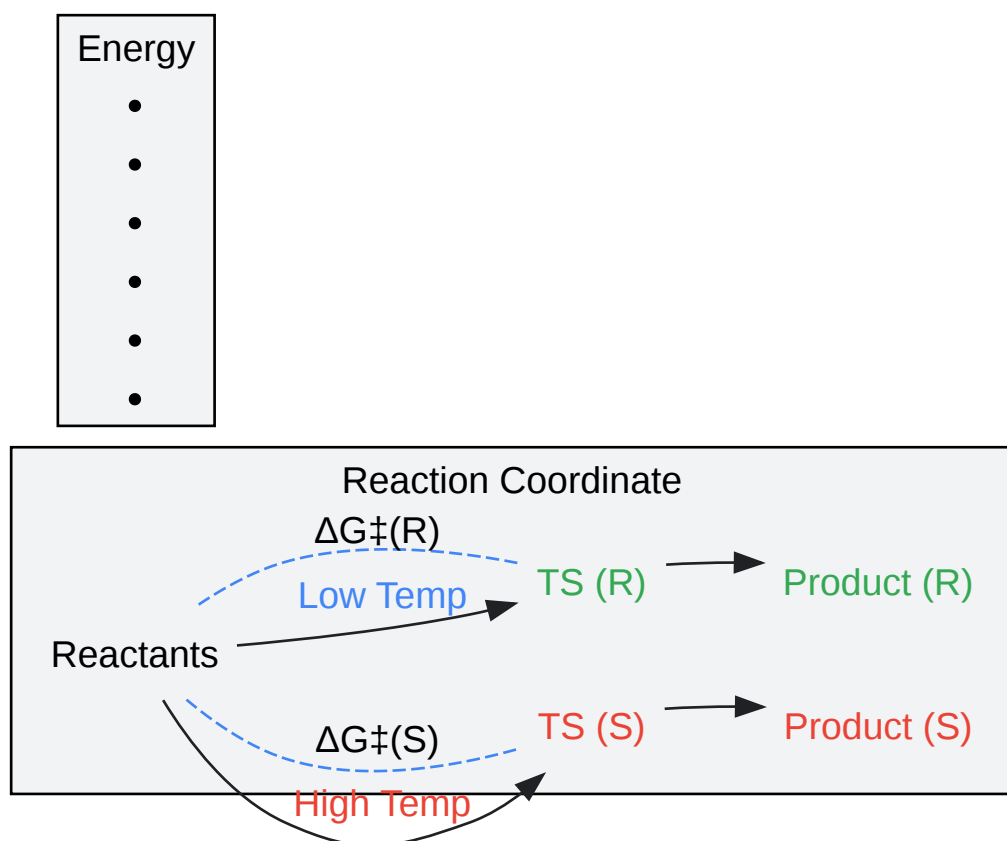 Energy
•
•
•
•
•
•
Reaction Coordinate
ΔG‡(R)
Low Temp
TS (R)
Product (R)
Reactants
ΔG‡(S)
TS (S)
Product (S)
High Temp